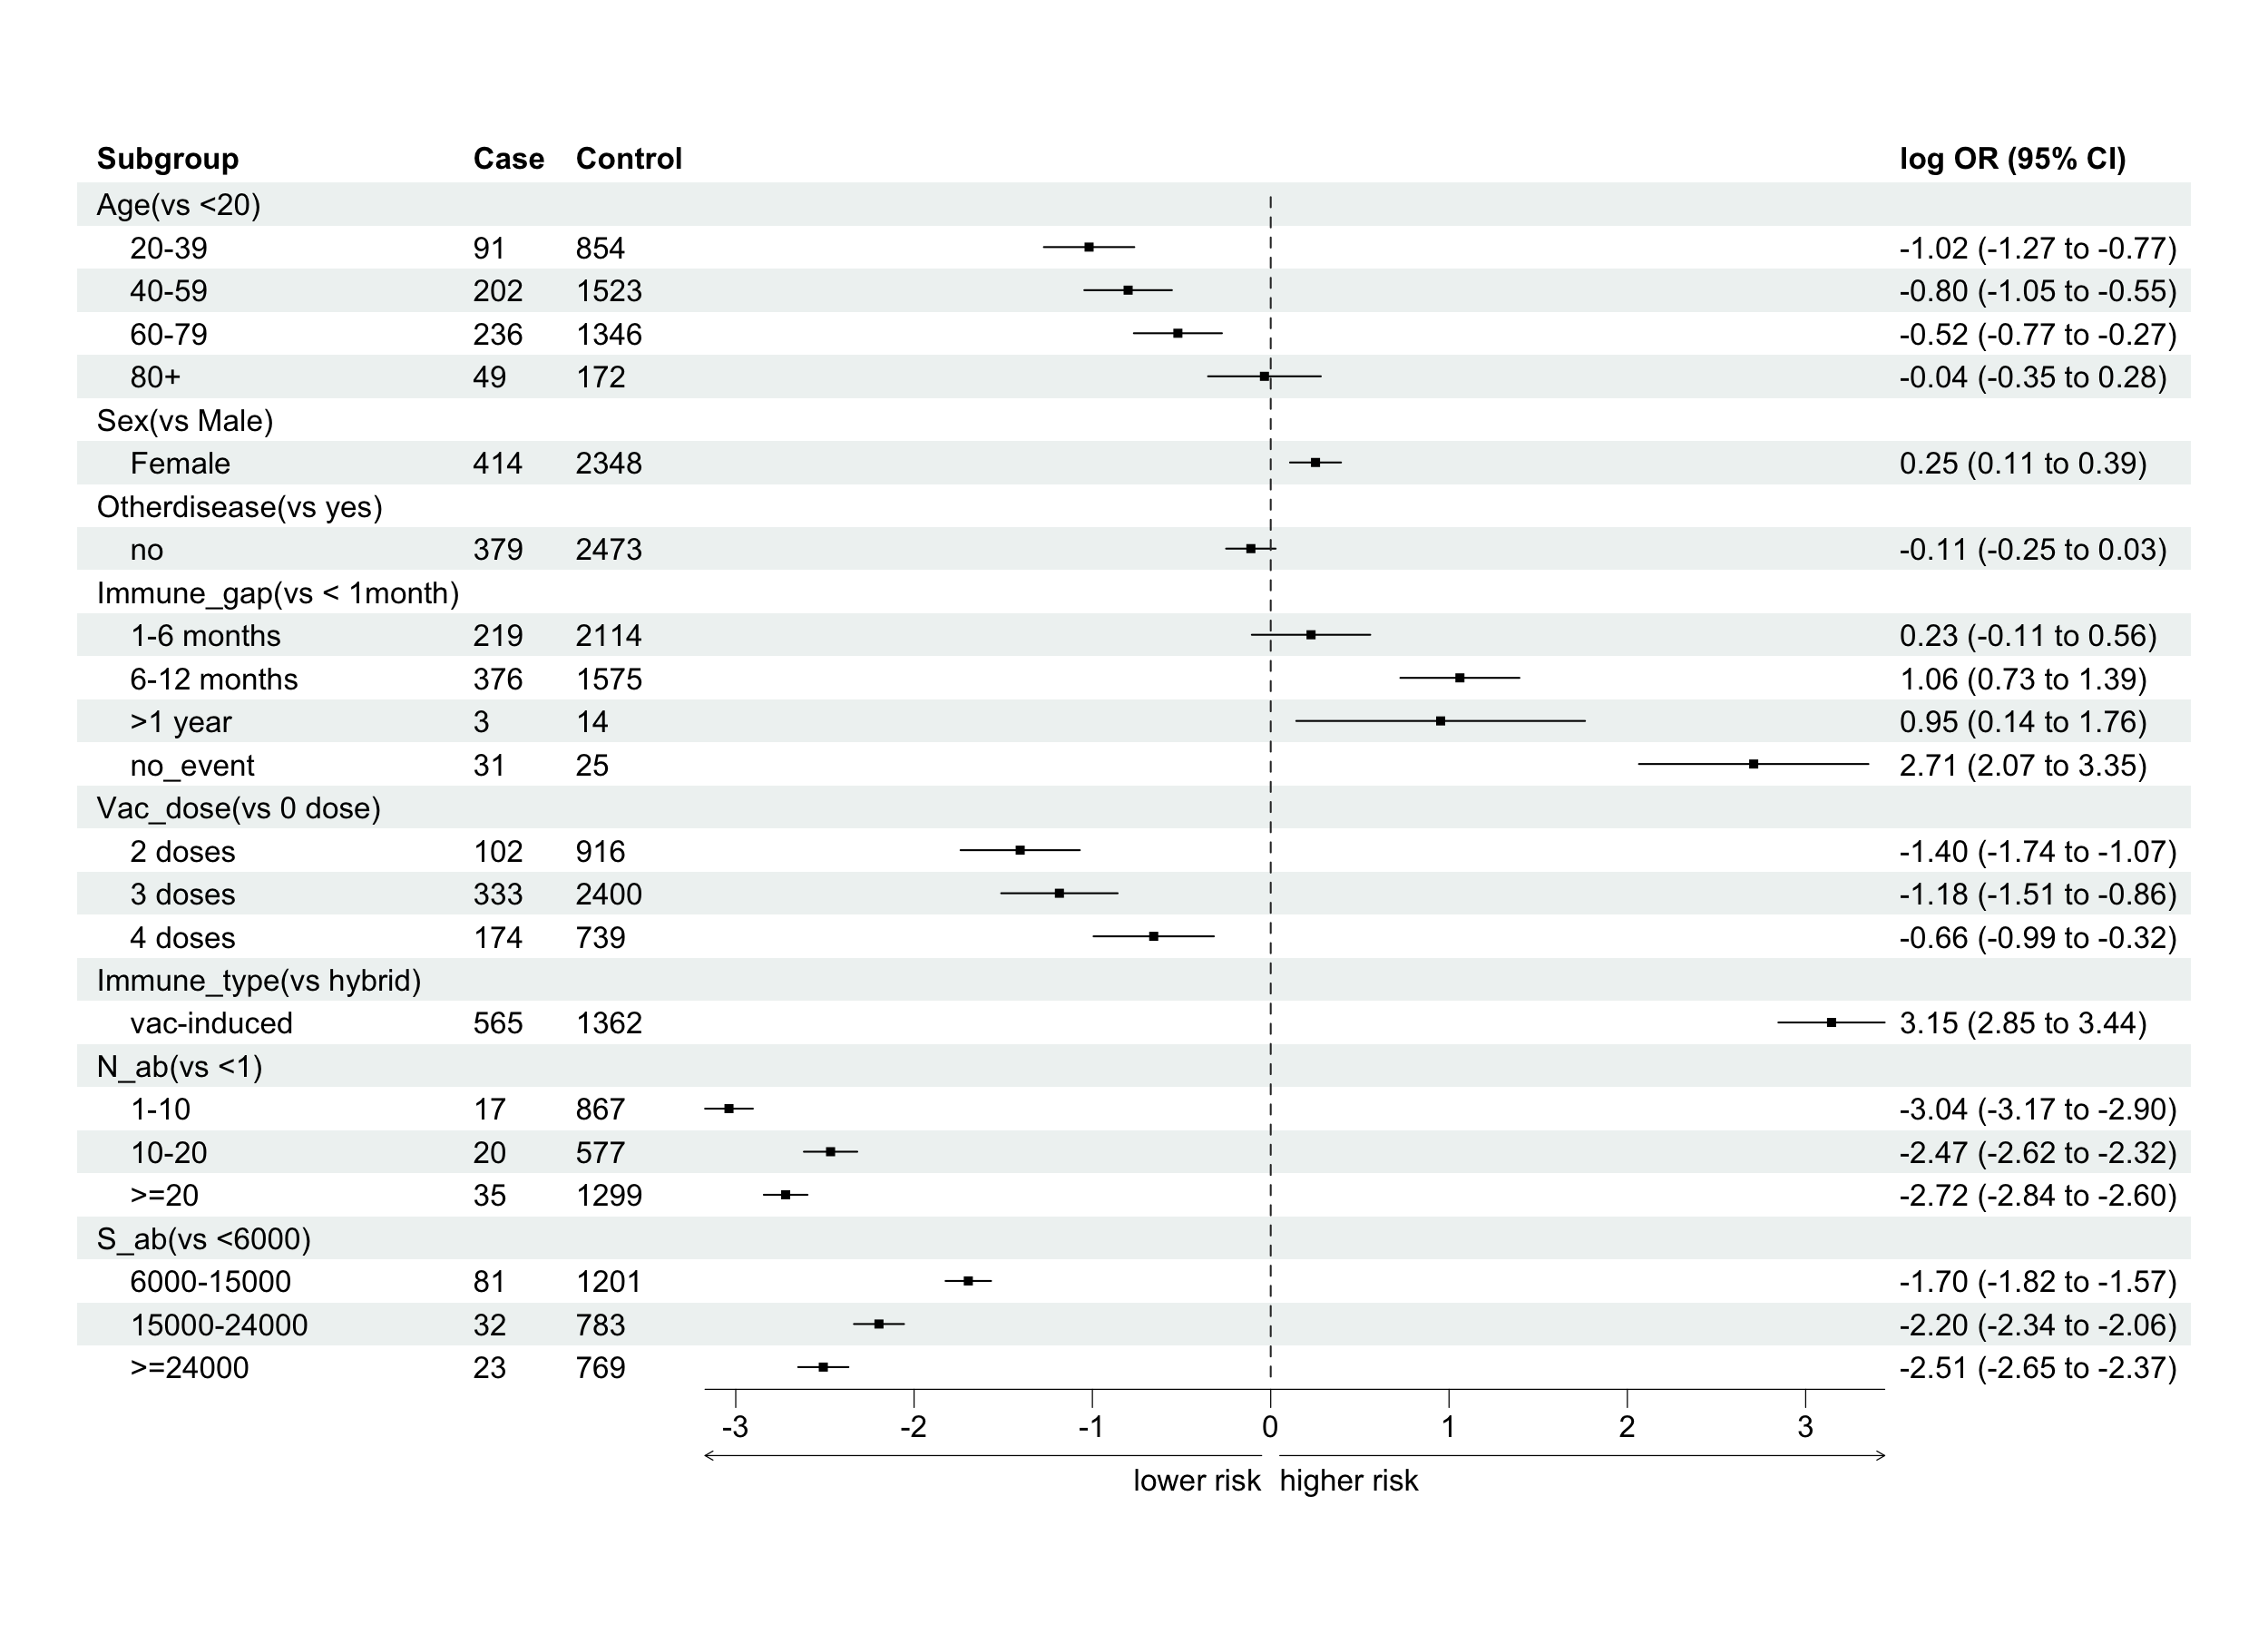 Subgroup Case Control log OR (95% CI)
Age(vs <20)
20-39 91 854 -1.02 (-1.27 to -0.77)
40-59 202 1523 -0.80 (-1.05 to -0.55)
60-79 236 1346 -0.52 (-0.77 to -0.27)
80+ 49 172 -0.04 (-0.35 to 0.28)
Sex(vs Male)
Female 414 2348 0.25 (0.11 to 0.39)
Otherdisease(vs yes)
no 379 2473 -0.11 (-0.25 to 0.03)
Immune_gap(vs < 1month)
1-6 months 219 2114 0.23 (-0.11 to 0.56)
6-12 months 376 1575 1.06 (0.73 to 1.39)
>1 year 3 14 0.95 (0.14 to 1.76)
no_event 31 25 2.71 (2.07 to 3.35)
Vac_dose(vs 0 dose)
2 doses 102 916 -1.40 (-1.74 to -1.07)
3 doses 333 2400 -1.18 (-1.51 to -0.86)
4 doses 174 739 -0.66 (-0.99 to -0.32)
Immune_type(vs hybrid)
vac-induced 565 1362 3.15 (2.85 to 3.44)
N_ab(vs <1)
1-10 17 867 -3.04 (-3.17 to -2.90)
10-20 20 577 -2.47 (-2.62 to -2.32)
>=20 35 1299 -2.72 (-2.84 to -2.60)
S_ab(vs <6000)
6000-15000 81 1201 -1.70 (-1.82 to -1.57)
15000-24000 32 783 -2.20 (-2.34 to -2.06)
>=24000 23 769 -2.51 (-2.65 to -2.37)
-3 -2 -1 0 1 2 3
lower risk higher risk